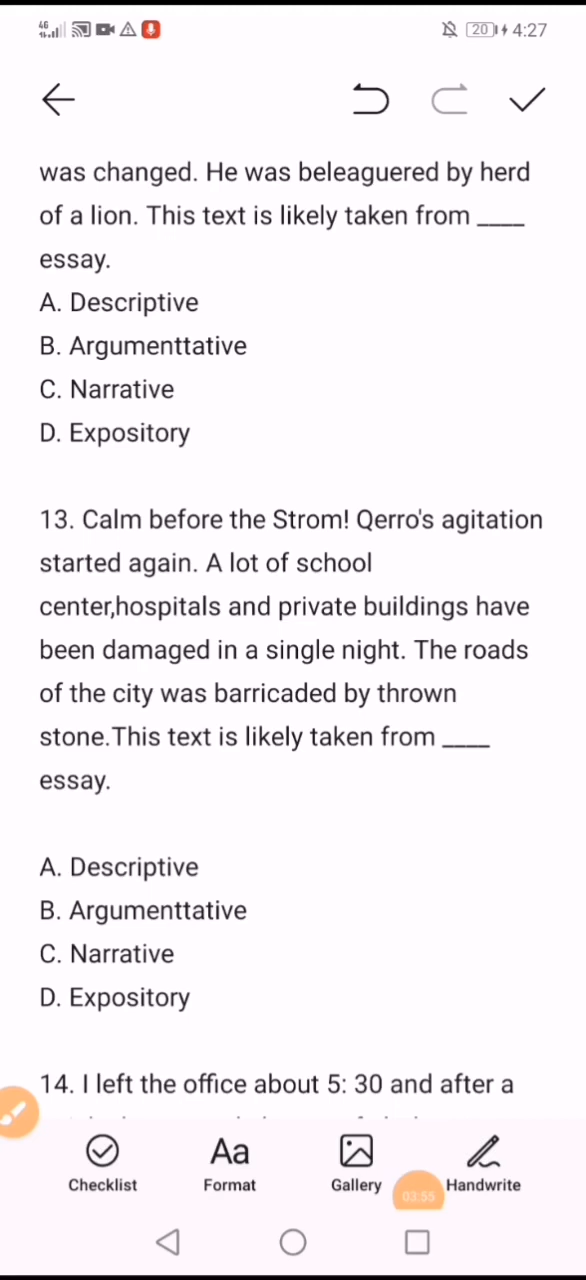 4G
20 4:27
was changed. He was beleaguered by herd
of a lion. This text is likely taken from ____
essay.
A. Descriptive
B. Argumenttative
C. Narrative
D. Expository
13. Calm before the Strom! Qerro's agitation
started again. A lot of school
center,hospitals and private buildings have
been damaged in a single night. The roads
of the city was barricaded by thrown
stone.This text is likely taken from ____
essay.
A. Descriptive
B. Argumenttative
C. Narrative
D. Expository
14. I left the office about 5: 30 and after a
Aa
Checklist Format Gallery Handwrite
03:55